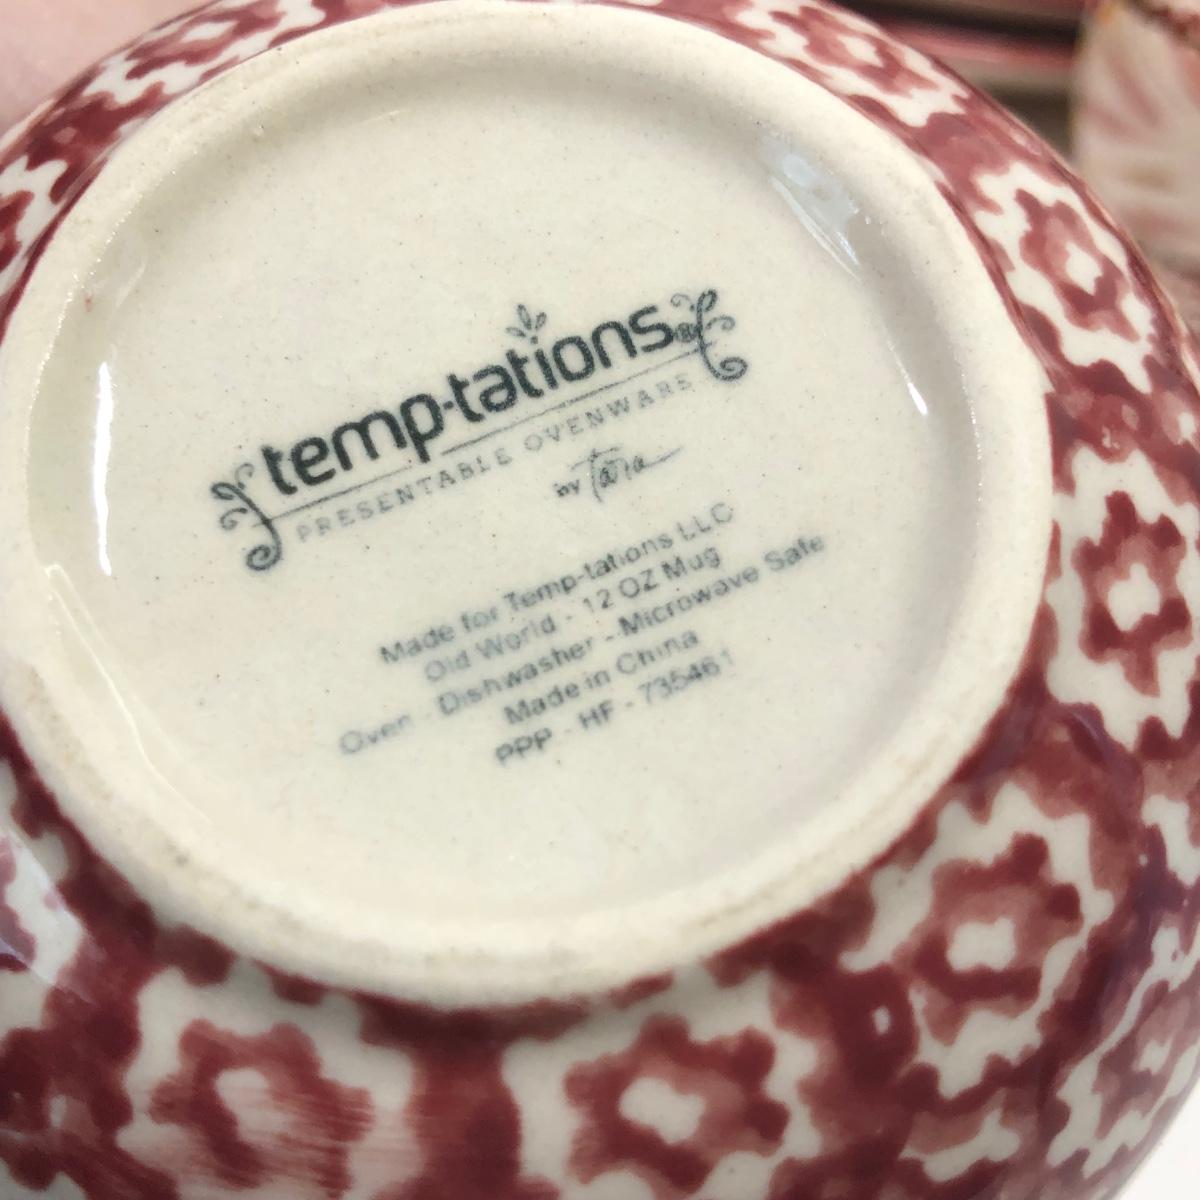 temp-tations®
PRESENTABLE OVENWARE
by Tara
Made for Temp-tations LLC
Old World - 12 OZ Mug
Oven - Dishwasher - Microwave Safe
Made in China
PPP - HF - 735461